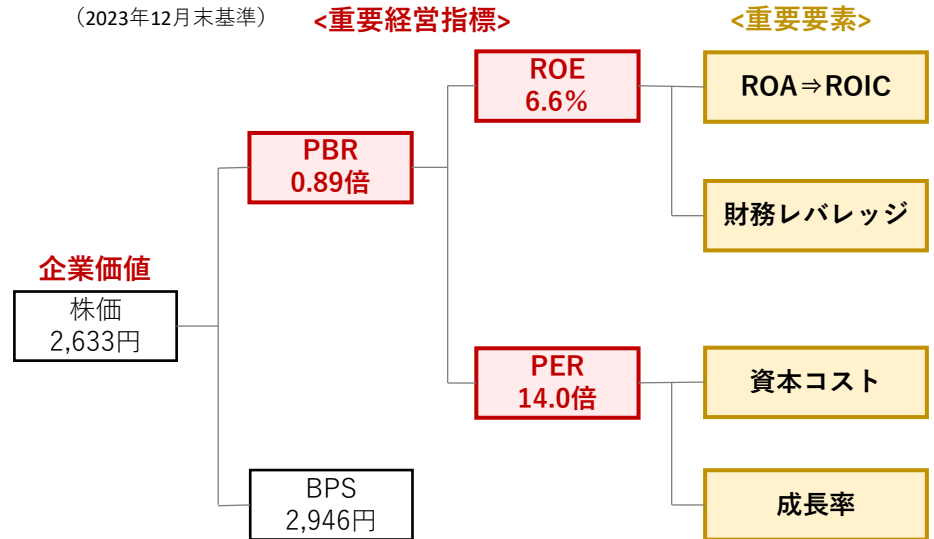 （2023年12月末基準）
<重要経営指標>
<重要要素>
ROE
6.6%
ROA⇒ROIC
PBR
0.89倍
財務レバレッジ
企業価値
株価
2,633円
PER
14.0倍
資本コスト
BPS
2,946円
成長率